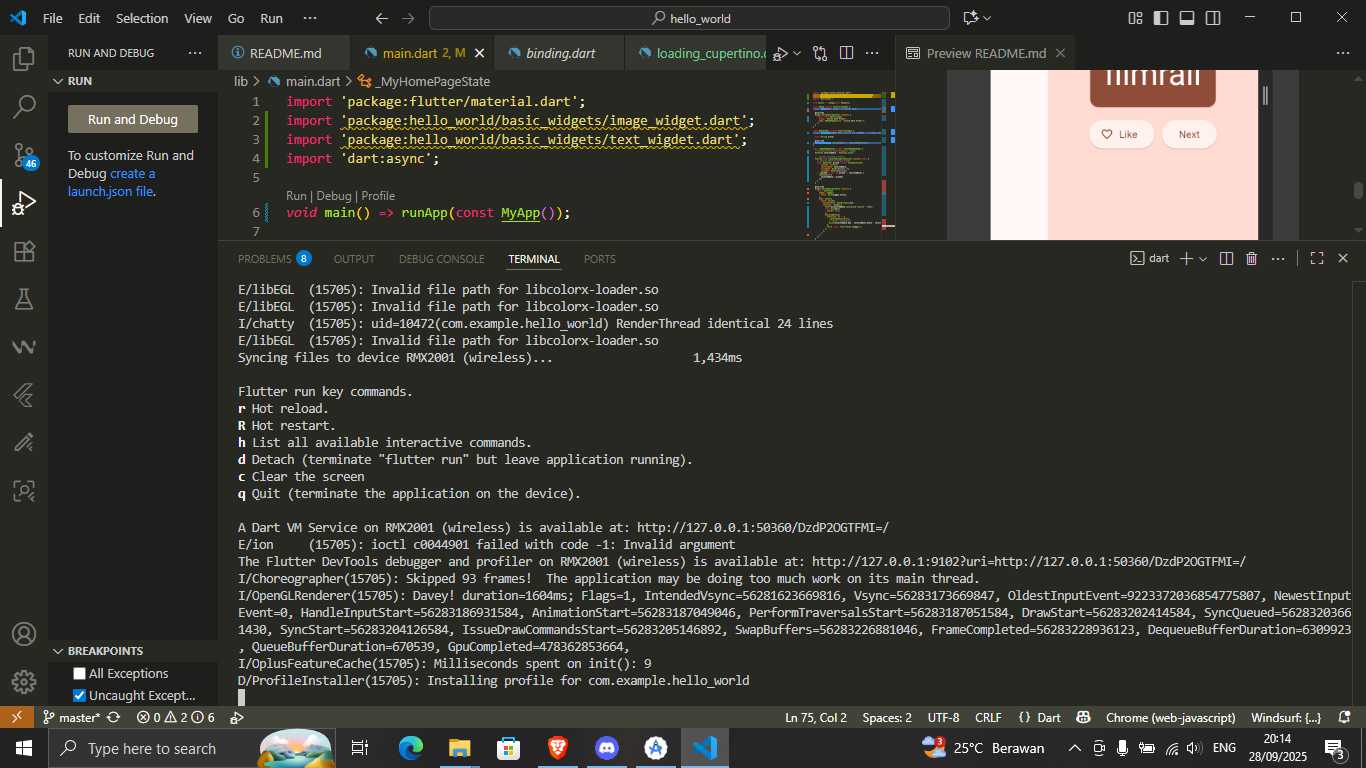 File Edit Selection View Go Run ··· hello_world
RUN AND DEBUG ···
README.md main.dart 2, M binding.dart loading_cupertino.c Preview README.md
RUN
lib > main.dart > _MyHomePageState
Run and Debug
To customize Run and
Debug create a
launch.json file.
1 import 'package:flutter/material.dart';
2 import 'package:hello_world/basic_widgets/image_widget.dart';
3 import 'package:hello_world/basic_widgets/text_wigdet.dart';
4 import 'dart:async';
5
Run | Debug | Profile
6 void main() => runApp(const MyApp());
7
Like Next
46
PROBLEMS 8 OUTPUT DEBUG CONSOLE TERMINAL PORTS dart
E/libEGL  (15705): Invalid file path for libcolorx-loader.so
E/libEGL  (15705): Invalid file path for libcolorx-loader.so
I/chatty  (15705): uid=10472(com.example.hello_world) RenderThread identical 24 lines
E/libEGL  (15705): Invalid file path for libcolorx-loader.so
Syncing files to device RMX2001 (wireless)... 1,434ms
Flutter run key commands.
r Hot reload.
R Hot restart.
h List all available interactive commands.
d Detach (terminate "flutter run" but leave application running).
c Clear the screen
q Quit (terminate the application on the device).
A Dart VM Service on RMX2001 (wireless) is available at: http://127.0.0.1:50360/DzdP2OGTFMI=/
E/ion     (15705): ioctl c0044901 failed with code -1: Invalid argument
The Flutter DevTools debugger and profiler on RMX2001 (wireless) is available at: http://127.0.0.1:9102?uri=http://127.0.0.1:50360/DzdP2OGTFMI=/
I/Choreographer(15705): Skipped 93 frames!  The application may be doing too much work on its main thread.
I/OpenGLRenderer(15705): Davey! duration=1604ms; Flags=1, IntendedVsync=56281623669816, Vsync=56283173669847, OldestInputEvent=9223372036854775807, NewestInput
Event=0, HandleInputStart=56283186931584, AnimationStart=56283187049046, PerformTraversalsStart=56283187051584, DrawStart=56283202414584, SyncQueued=5628320366
1430, SyncStart=56283204126584, IssueDrawCommandsStart=56283205146892, SwapBuffers=56283226881046, FrameCompleted=56283228936123, DequeueBufferDuration=6309923
, QueueBufferDuration=670539, GpuCompleted=478362853664,
I/OplusFeatureCache(15705): Milliseconds spent on init(): 9
D/ProfileInstaller(15705): Installing profile for com.example.hello_world
BREAKPOINTS
All Exceptions
Uncaught Except...
master* 0 2 6 Ln 75, Col 2 Spaces: 2 UTF-8 CRLF {} Dart Chrome (web-javascript) Windsurf: {...}
Type here to search 3 25°C Berawan ENG 20:14
28/09/2025 3